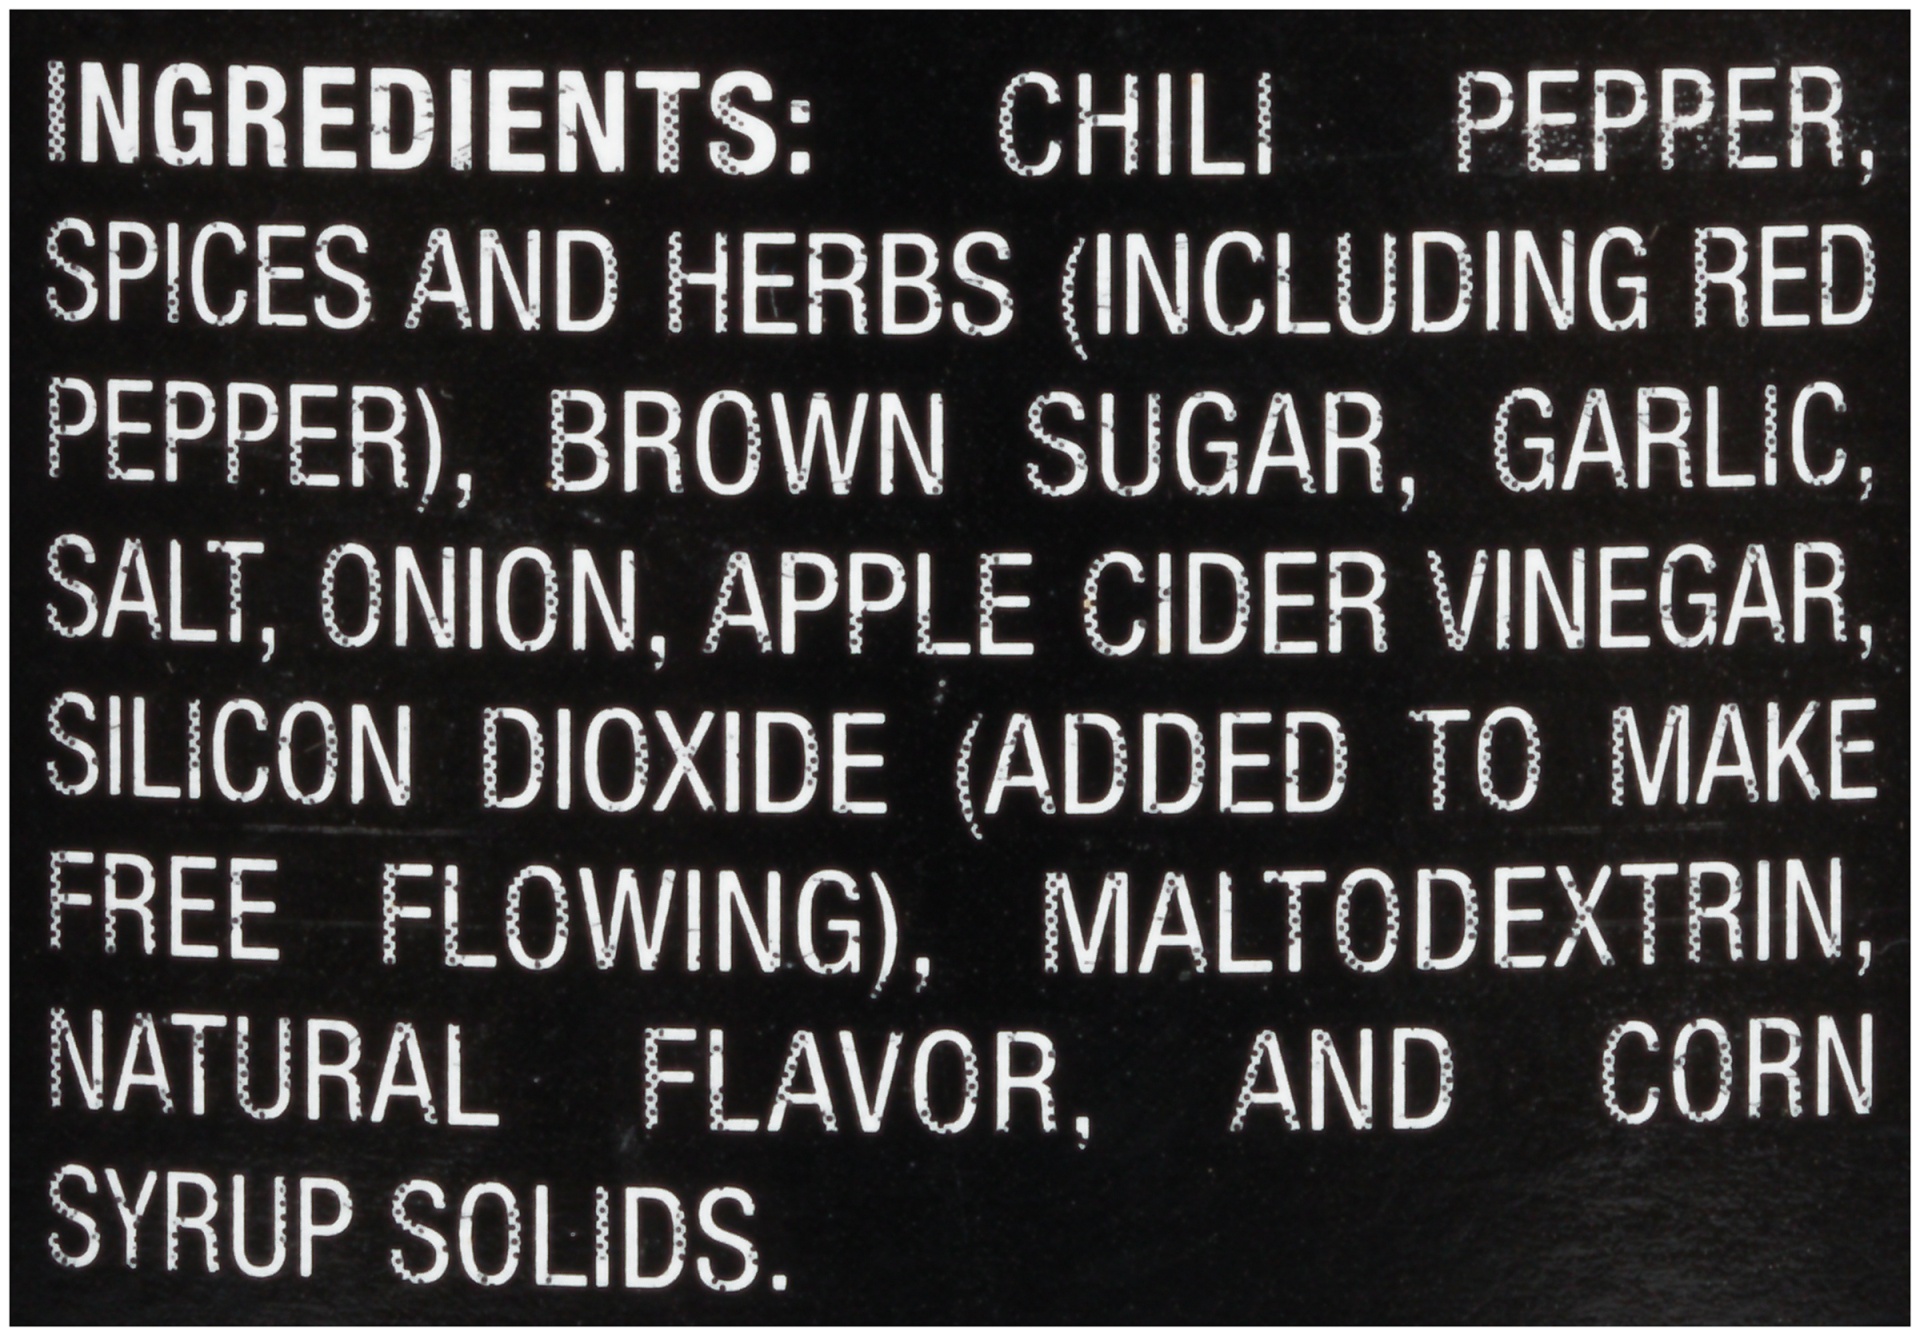 INGREDIENTS: CHILI PEPPER,
SPICES AND HERBS (INCLUDING RED
PEPPER), BROWN SUGAR, GARLIC,
SALT, ONION, APPLE CIDER VINEGAR,
SILICON DIOXIDE (ADDED TO MAKE
FREE FLOWING), MALTODEXTRIN,
NATURAL FLAVOR, AND CORN
SYRUP SOLIDS.